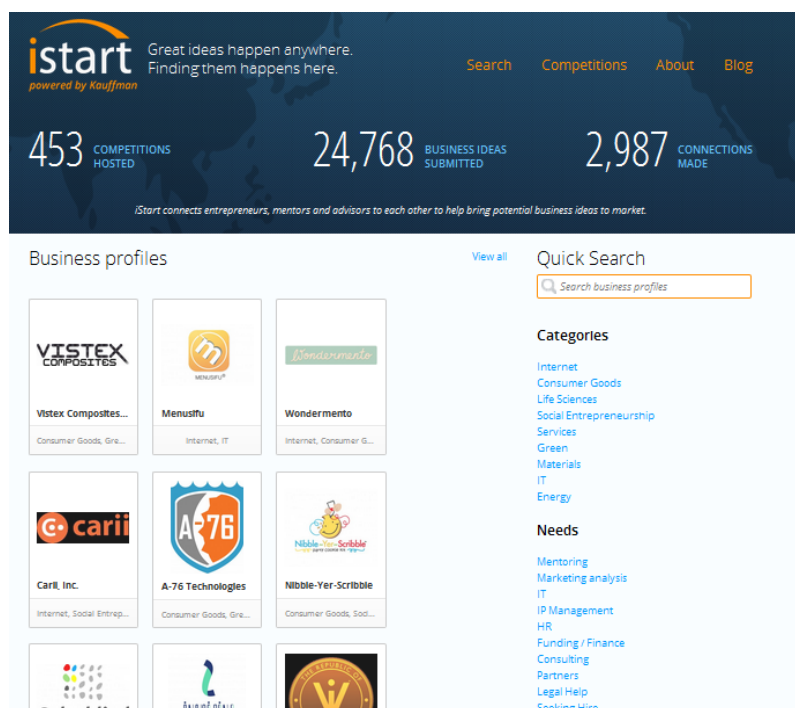 istart
powered by Kauffman
Great ideas happen anywhere.
Finding them happens here.
Search Competitions About Blog
453 COMPETITIONS HOSTED
24,768 BUSINESS IDEAS SUBMITTED
2,987 CONNECTIONS MADE
iStart connects entrepreneurs, mentors and advisors to each other to help bring potential business ideas to market.
Business profiles
View all
VISTEX
COMPOSITES
Vistex Composites...
Consumer Goods, Gre...
MENUSIFU®
Menusifu
Internet, IT
Wondermento
Wondermento
Internet, Consumer G...
carii
Carii, Inc.
Internet, Social Entrep...
A-76
A-76 Technologies
Consumer Goods, Gre...
Nibble-Yer-Scribble
Nibble-Yer-Scribble
Consumer Goods, Soci...
THE REPUBLIC OF
Quick Search
Search business profiles
Categories
Internet
Consumer Goods
Life Sciences
Social Entrepreneurship
Services
Green
Materials
IT
Energy
Needs
Mentoring
Marketing analysis
IT
IP Management
HR
Funding / Finance
Consulting
Partners
Legal Help
Seeking Hire